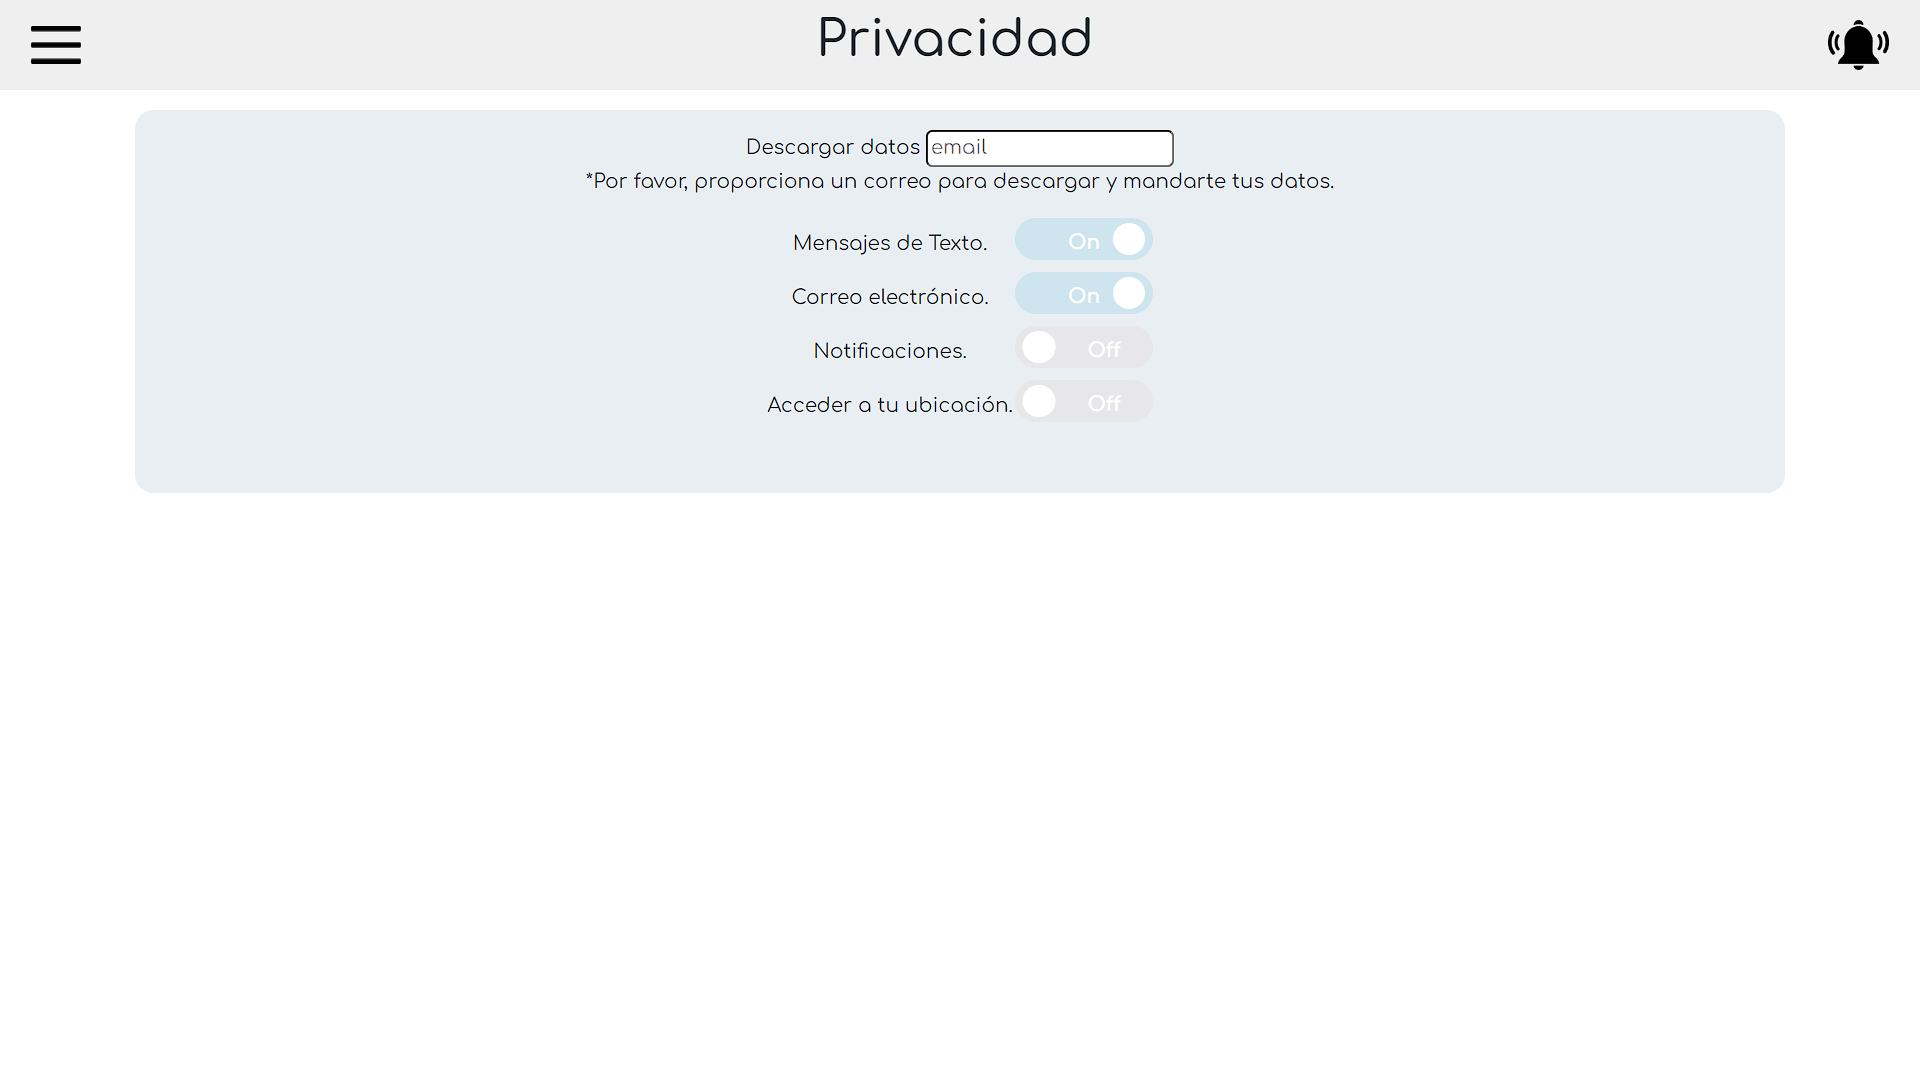 Privacidad
Descargar datos email
*Por favor, proporciona un correo para descargar y mandarte tus datos.
Mensajes de Texto. On
Correo electrónico. On
Notificaciones. Off
Acceder a tu ubicación. Off